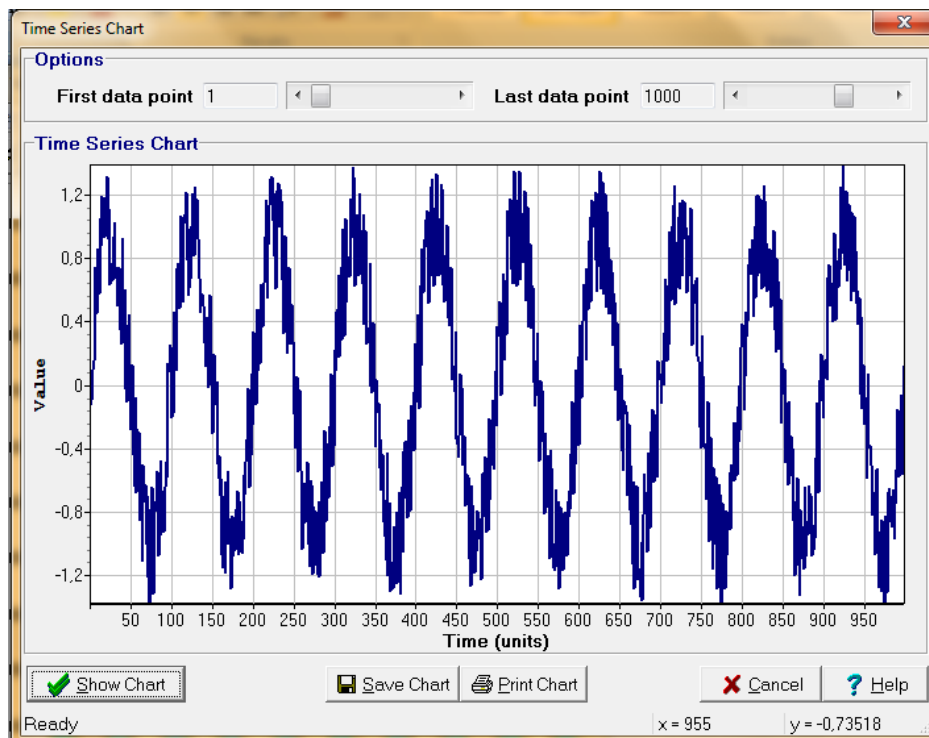 Time Series Chart
Options
First data point 1 Last data point 1000
Time Series Chart
1,2
0,8
0,4
0
-0,4
-0,8
-1,2
Value
50 100 150 200 250 300 350 400 450 500 550 600 650 700 750 800 850 900 950
Time (units)
Show Chart Save Chart Print Chart Cancel Help
Ready x = 955 y = -0,73518